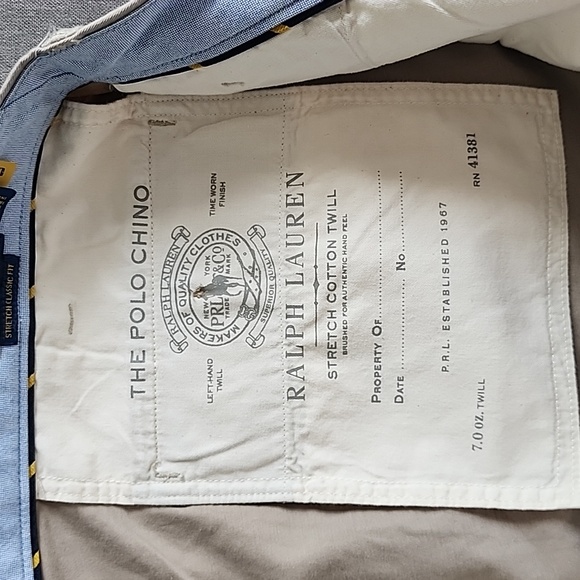 THE POLO CHINO
LEFT-HAND
TWILL
TIME WORN
FINISH
RALPH LAUREN
MAKERS OF QUALITY CLOTHES
SUPERIOR QUALITY
NEW YORK
PRL & Co
TRADE MARK
RALPH LAUREN
STRETCH COTTON TWILL
BRUSHED FOR AUTHENTIC HAND FEEL
PROPERTY OF
DATE No.
P.R.L. ESTABLISHED 1967
7.0 OZ. TWILL
RN 41381
STRETCH CLASSIC FIT